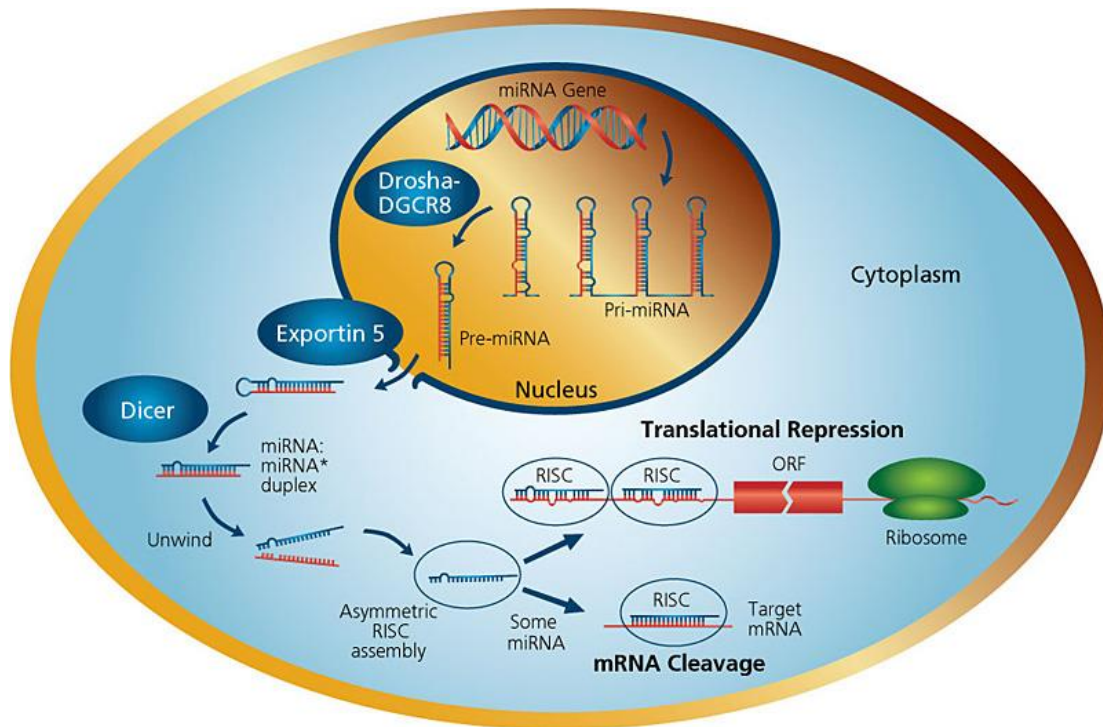 miRNA Gene
Drosha-
DGCR8
Pri-miRNA
Cytoplasm
Exportin 5
Pre-miRNA
Nucleus
Dicer
miRNA:
miRNA*
duplex
Unwind
Asymmetric
RISC
assembly
Some
miRNA
Translational Repression
RISC
RISC
ORF
Ribosome
RISC
Target
mRNA
mRNA Cleavage